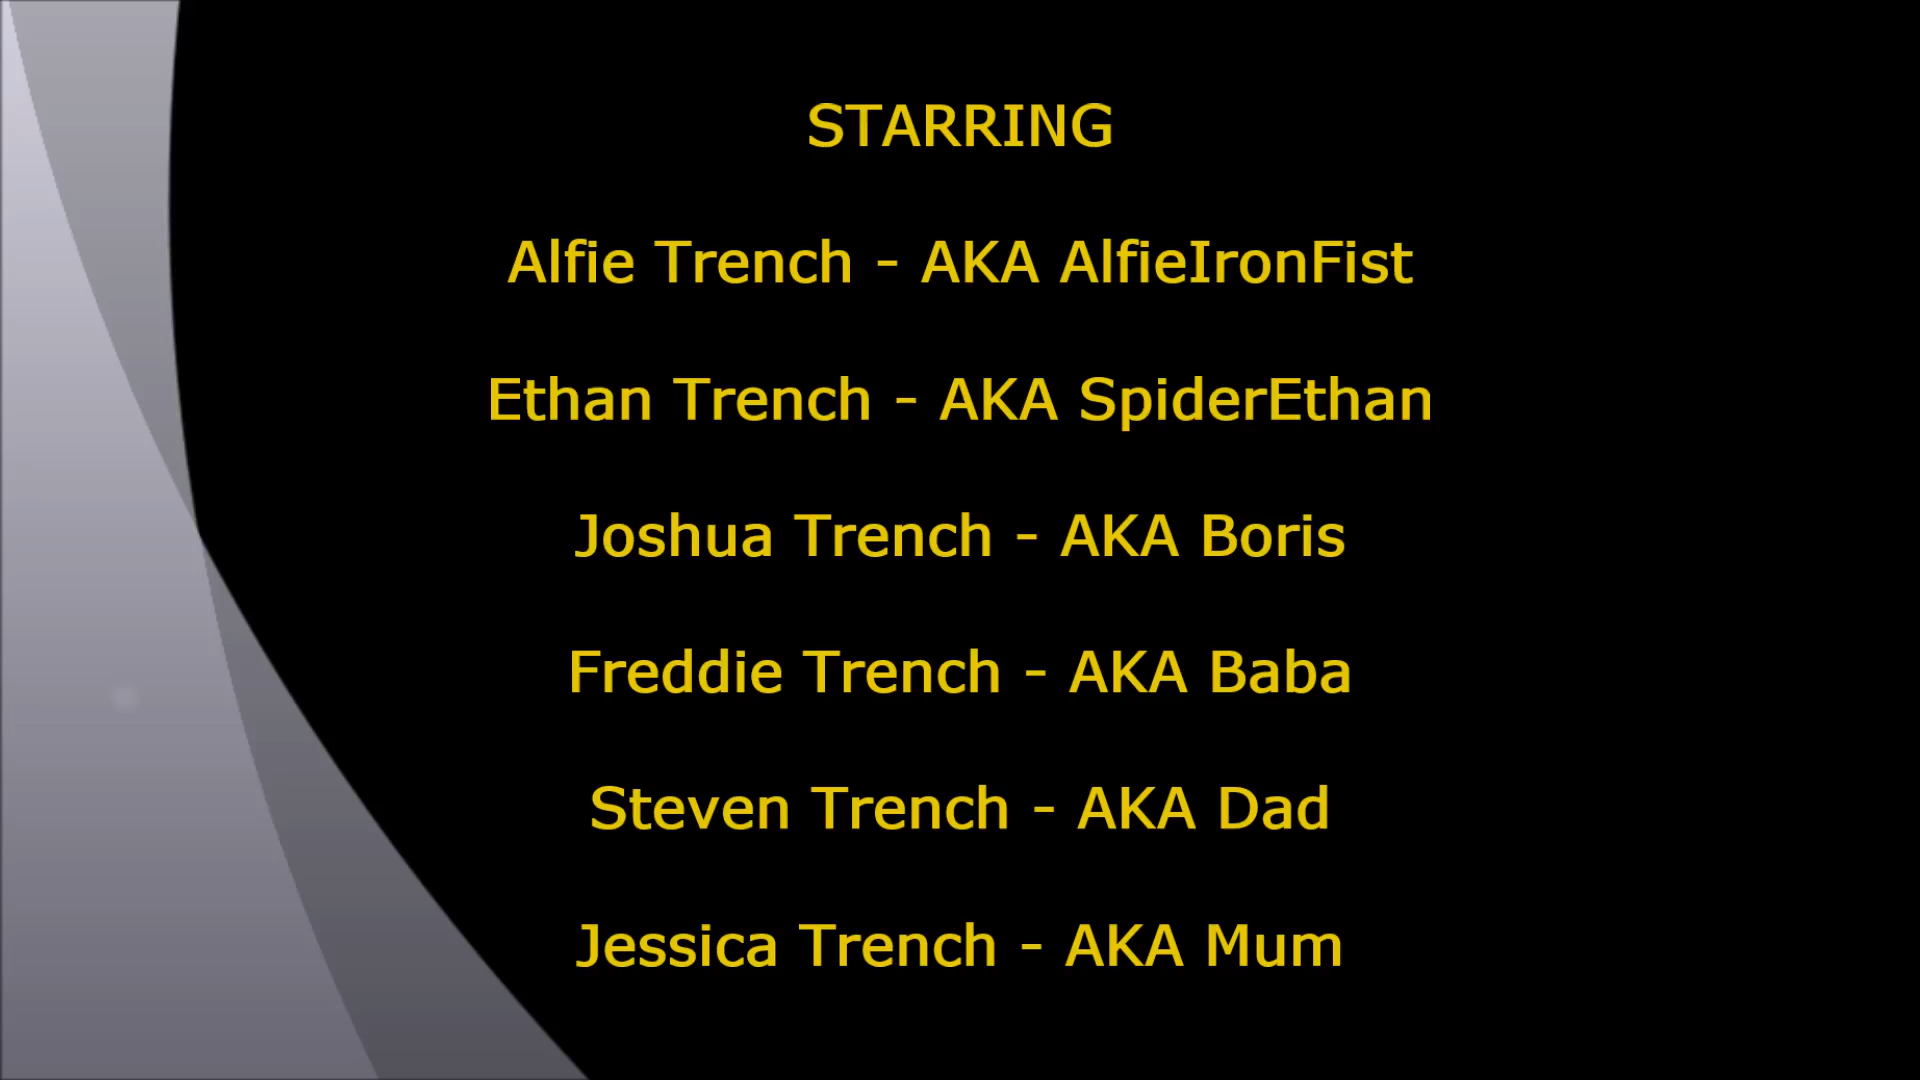 STARRING
Alfie Trench - AKA AlfieIronFist
Ethan Trench - AKA SpiderEthan
Joshua Trench - AKA Boris
Freddie Trench - AKA Baba
Steven Trench - AKA Dad
Jessica Trench - AKA Mum